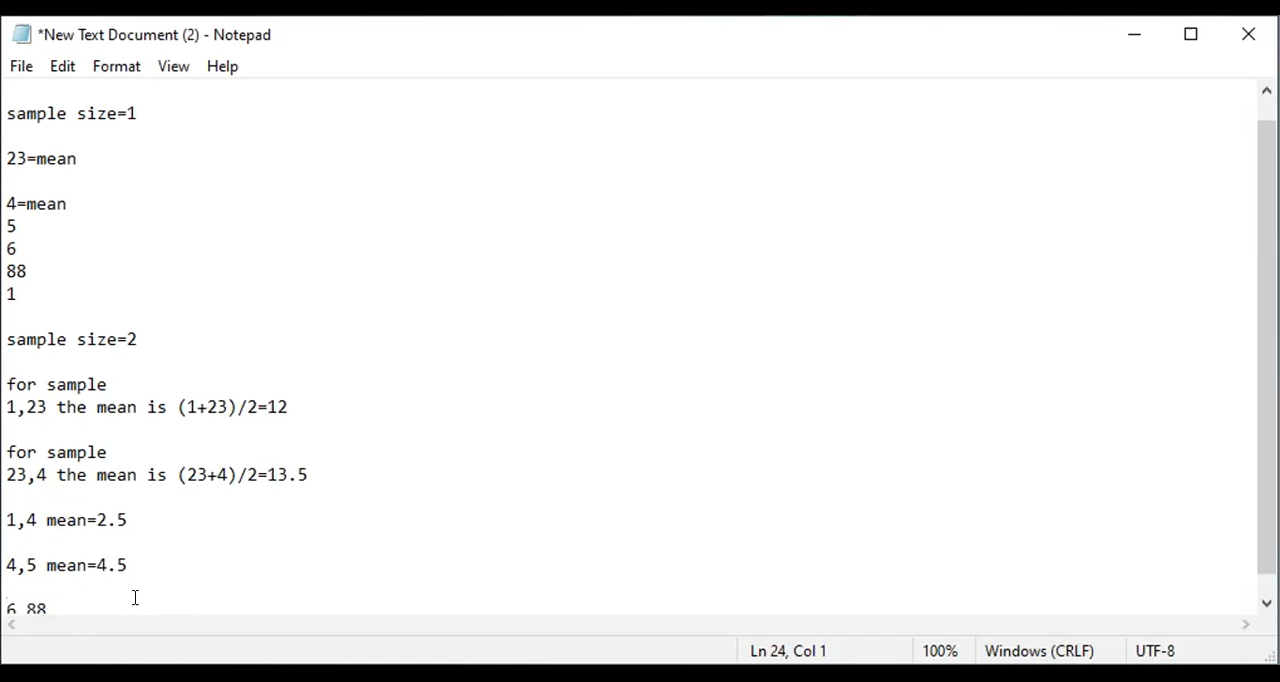 *New Text Document (2) - Notepad
File Edit Format View Help
sample size=1
23=mean
4=mean
5
6
88
1
sample size=2
for sample
1,23 the mean is (1+23)/2=12
for sample
23,4 the mean is (23+4)/2=13.5
1,4 mean=2.5
4,5 mean=4.5
6 88
Ln 24, Col 1 100% Windows (CRLF) UTF-8